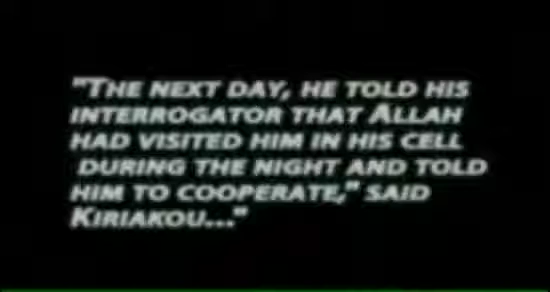 "THE NEXT DAY, HE TOLD HIS
INTERROGATOR THAT ALLAH
HAD VISITED HIM IN HIS CELL
DURING THE NIGHT AND TOLD
HIM TO COOPERATE," SAID
KIRIAKOU..."